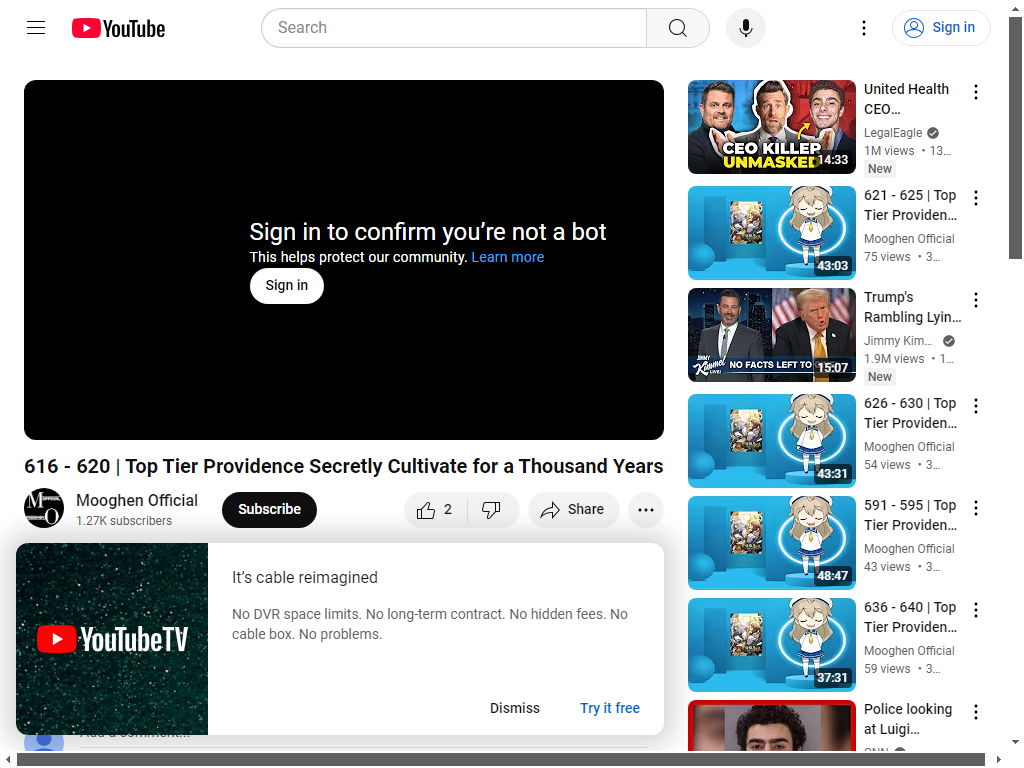 YouTube
Search
Sign in
Sign in to confirm you’re not a bot
This helps protect our community. Learn more
Sign in
616 - 620 | Top Tier Providence Secretly Cultivate for a Thousand Years
Mooghen Official
1.27K subscribers
Subscribe
2
Share
It’s cable reimagined
No DVR space limits. No long-term contract. No hidden fees. No
cable box. No problems.
YouTubeTV
Dismiss
Try it free
Add a comment...
CEO KILLER
UNMASKED
14:33
United Health
CEO…
LegalEagle
1M views • 13…
New
43:03
621 - 625 | Top
Tier Providen…
Mooghen Official
75 views • 3…
JIMMY
Kimmel
LIVE!
NO FACTS LEFT TO
15:07
Trump's
Rambling Lyin…
Jimmy Kim…
1.9M views • 1…
New
43:31
626 - 630 | Top
Tier Providen…
Mooghen Official
54 views • 3…
48:47
591 - 595 | Top
Tier Providen…
Mooghen Official
43 views • 3…
37:31
636 - 640 | Top
Tier Providen…
Mooghen Official
59 views • 3…
Police looking
at Luigi…
CNN